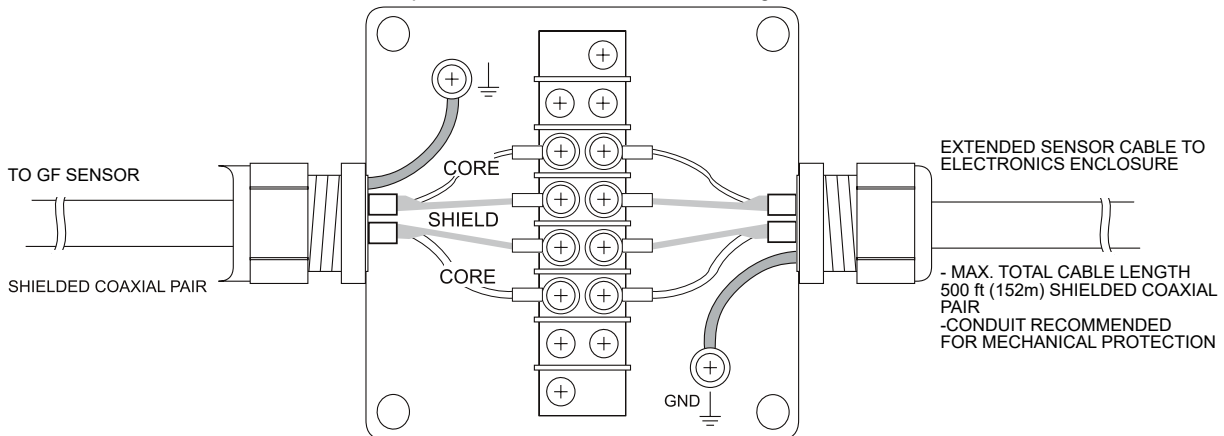 CORE
TO GF SENSOR
SHIELD
CORE
SHIELDED COAXIAL PAIR
EXTENDED SENSOR CABLE TO
ELECTRONICS ENCLOSURE
- MAX. TOTAL CABLE LENGTH
500 ft (152m) SHIELDED COAXIAL
PAIR
-CONDUIT RECOMMENDED
FOR MECHANICAL PROTECTION
GND